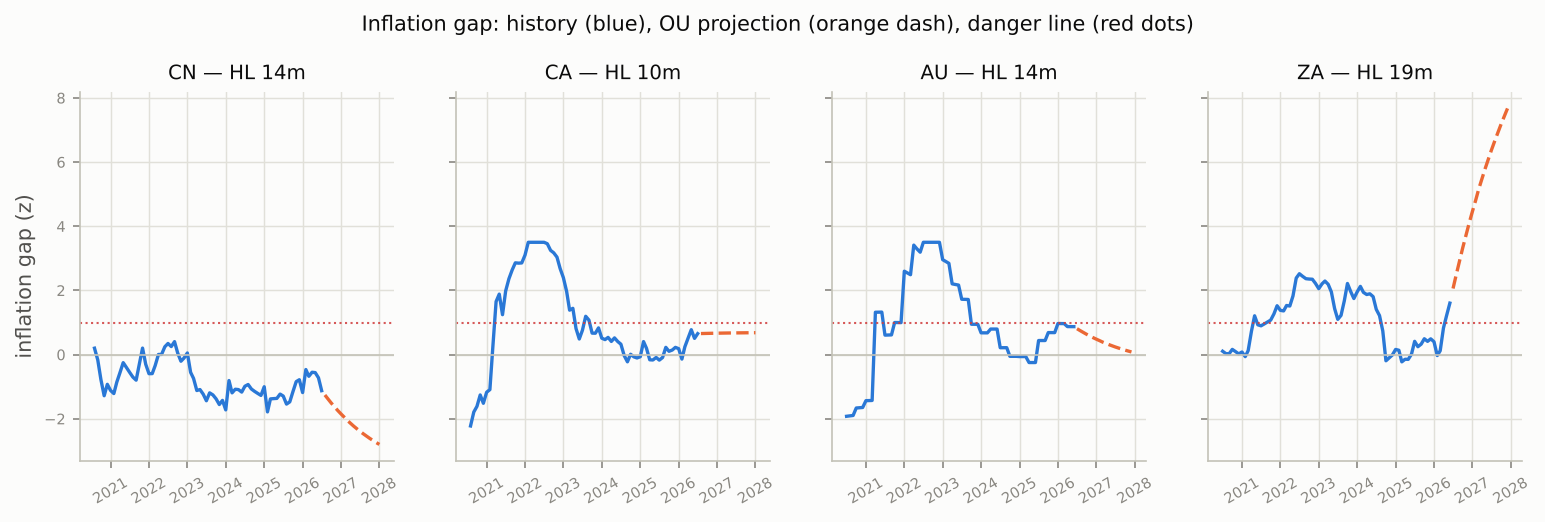 Inflation gap: history (blue), OU projection (orange dash), danger line (red dots)
CN — HL 14m
CA — HL 10m
AU — HL 14m
ZA — HL 19m
inflation gap (z)
8
6
4
2
0
−2
2021 2022 2023 2024 2025 2026 2027 2028
2021 2022 2023 2024 2025 2026 2027 2028
2021 2022 2023 2024 2025 2026 2027 2028
2021 2022 2023 2024 2025 2026 2027 2028